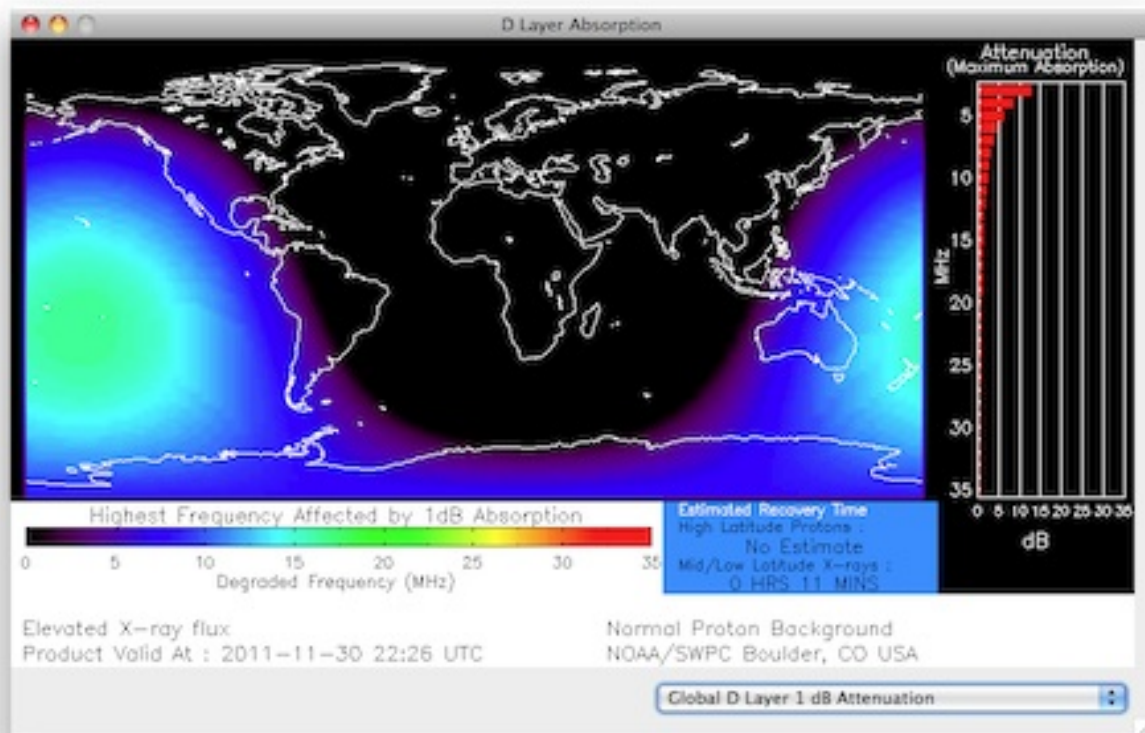 D Layer Absorption
Attenuation
(Maximum Absorption)
5
10
15
20
25
30
35
MHz
0 5 10 15 20 25 30 35
dB
Highest Frequency Affected by 1dB Absorption
0 5 10 15 20 25 30 35
Degraded Frequency (MHz)
Estimated Recovery Time
High Latitude Protons :
No Estimate
Mid/Low Latitude X-rays :
0 HRS 11 MINS
Elevated X-ray flux
Normal Proton Background
Product Valid At : 2011-11-30 22:26 UTC
NOAA/SWPC Boulder, CO USA
Global D Layer 1 dB Attenuation